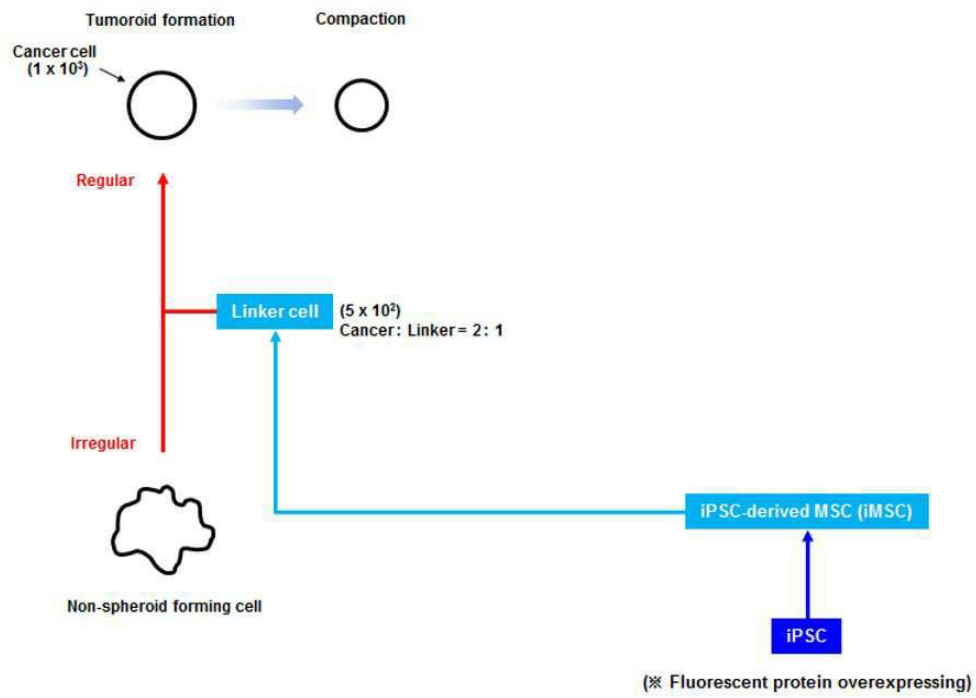 Tumoroid formation
Compaction
Cancer cell
(1 x 10³)
Regular
Linker cell
(5 x 10²)
Cancer: Linker = 2: 1
Irregular
iPSC-derived MSC (iMSC)
Non-spheroid forming cell
iPSC
(※ Fluorescent protein overexpressing)